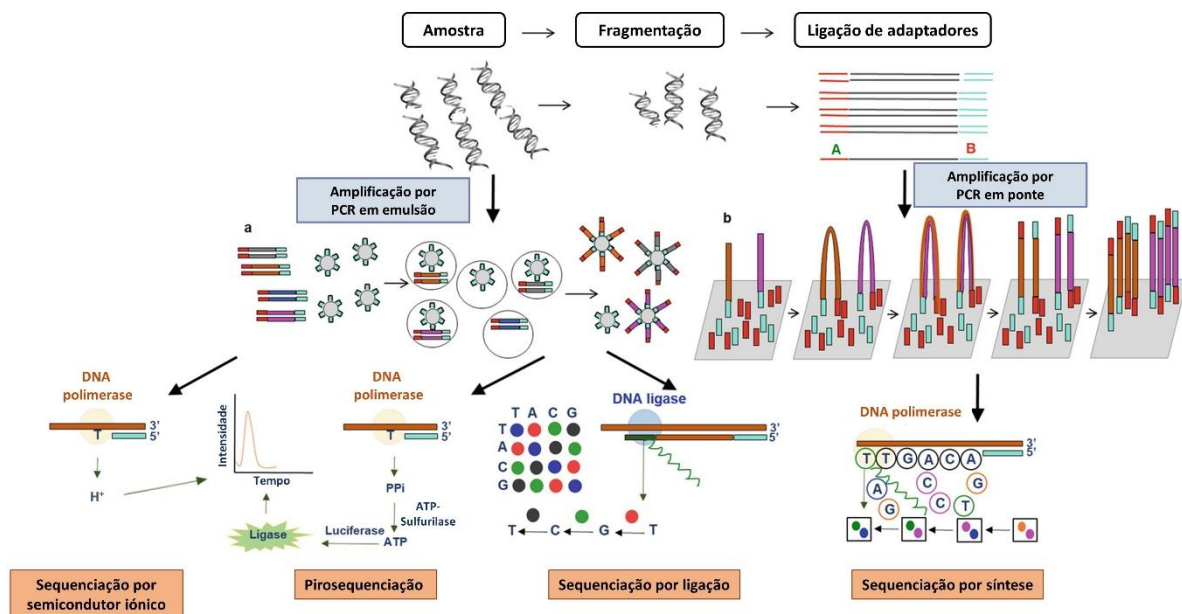 Amostra
Fragmentação
Ligação de adaptadores
A
B
Amplificação por
PCR em emulsão
Amplificação por
PCR em ponte
a
b
DNA
polimerase
3’
T
5’
H⁺
Intensidade
Tempo
Ligase
DNA
polimerase
3’
T
5’
PPi
ATP-
Sulfurilase
Luciferase
ATP
T A C G
T
A
C
G
DNA ligase
3’
5’
T C G T
DNA polimerase
3’
5’
T T G A C A
A C G
G C T
Sequenciação por
semicondutor iónico
Pirosequenciação
Sequenciação por ligação
Sequenciação por síntese